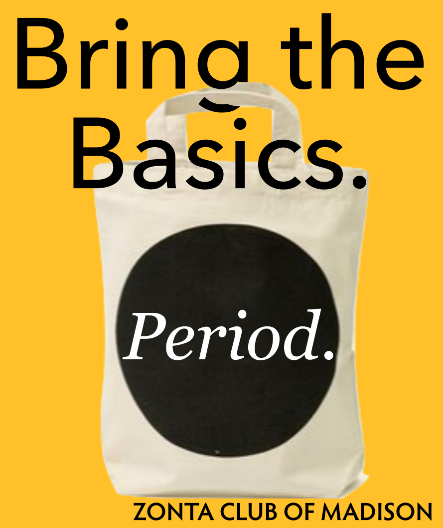 Bring the
Basics.
Period.
ZONTA CLUB OF MADISON